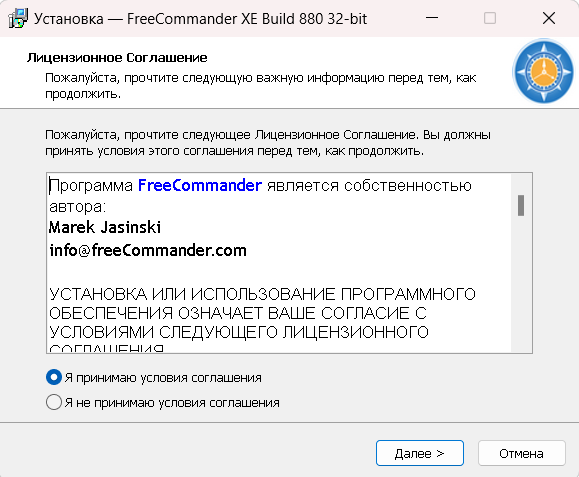 Установка — FreeCommander XE Build 880 32-bit
Лицензионное Соглашение
Пожалуйста, прочтите следующую важную информацию перед тем, как
продолжить.
Пожалуйста, прочтите следующее Лицензионное Соглашение. Вы должны
принять условия этого соглашения перед тем, как продолжить.
Программа FreeCommander является собственностью
автора:
Marek Jasinski
info@freeCommander.com
УСТАНОВКА ИЛИ ИСПОЛЬЗОВАНИЕ ПРОГРАММНОГО
ОБЕСПЕЧЕНИЯ ОЗНАЧАЕТ ВАШЕ СОГЛАСИЕ С
УСЛОВИЯМИ СЛЕДУЮЩЕГО ЛИЦЕНЗИОННОГО
СОГЛАШЕНИЯ
Я принимаю условия соглашения
Я не принимаю условия соглашения
Далее >
Отмена